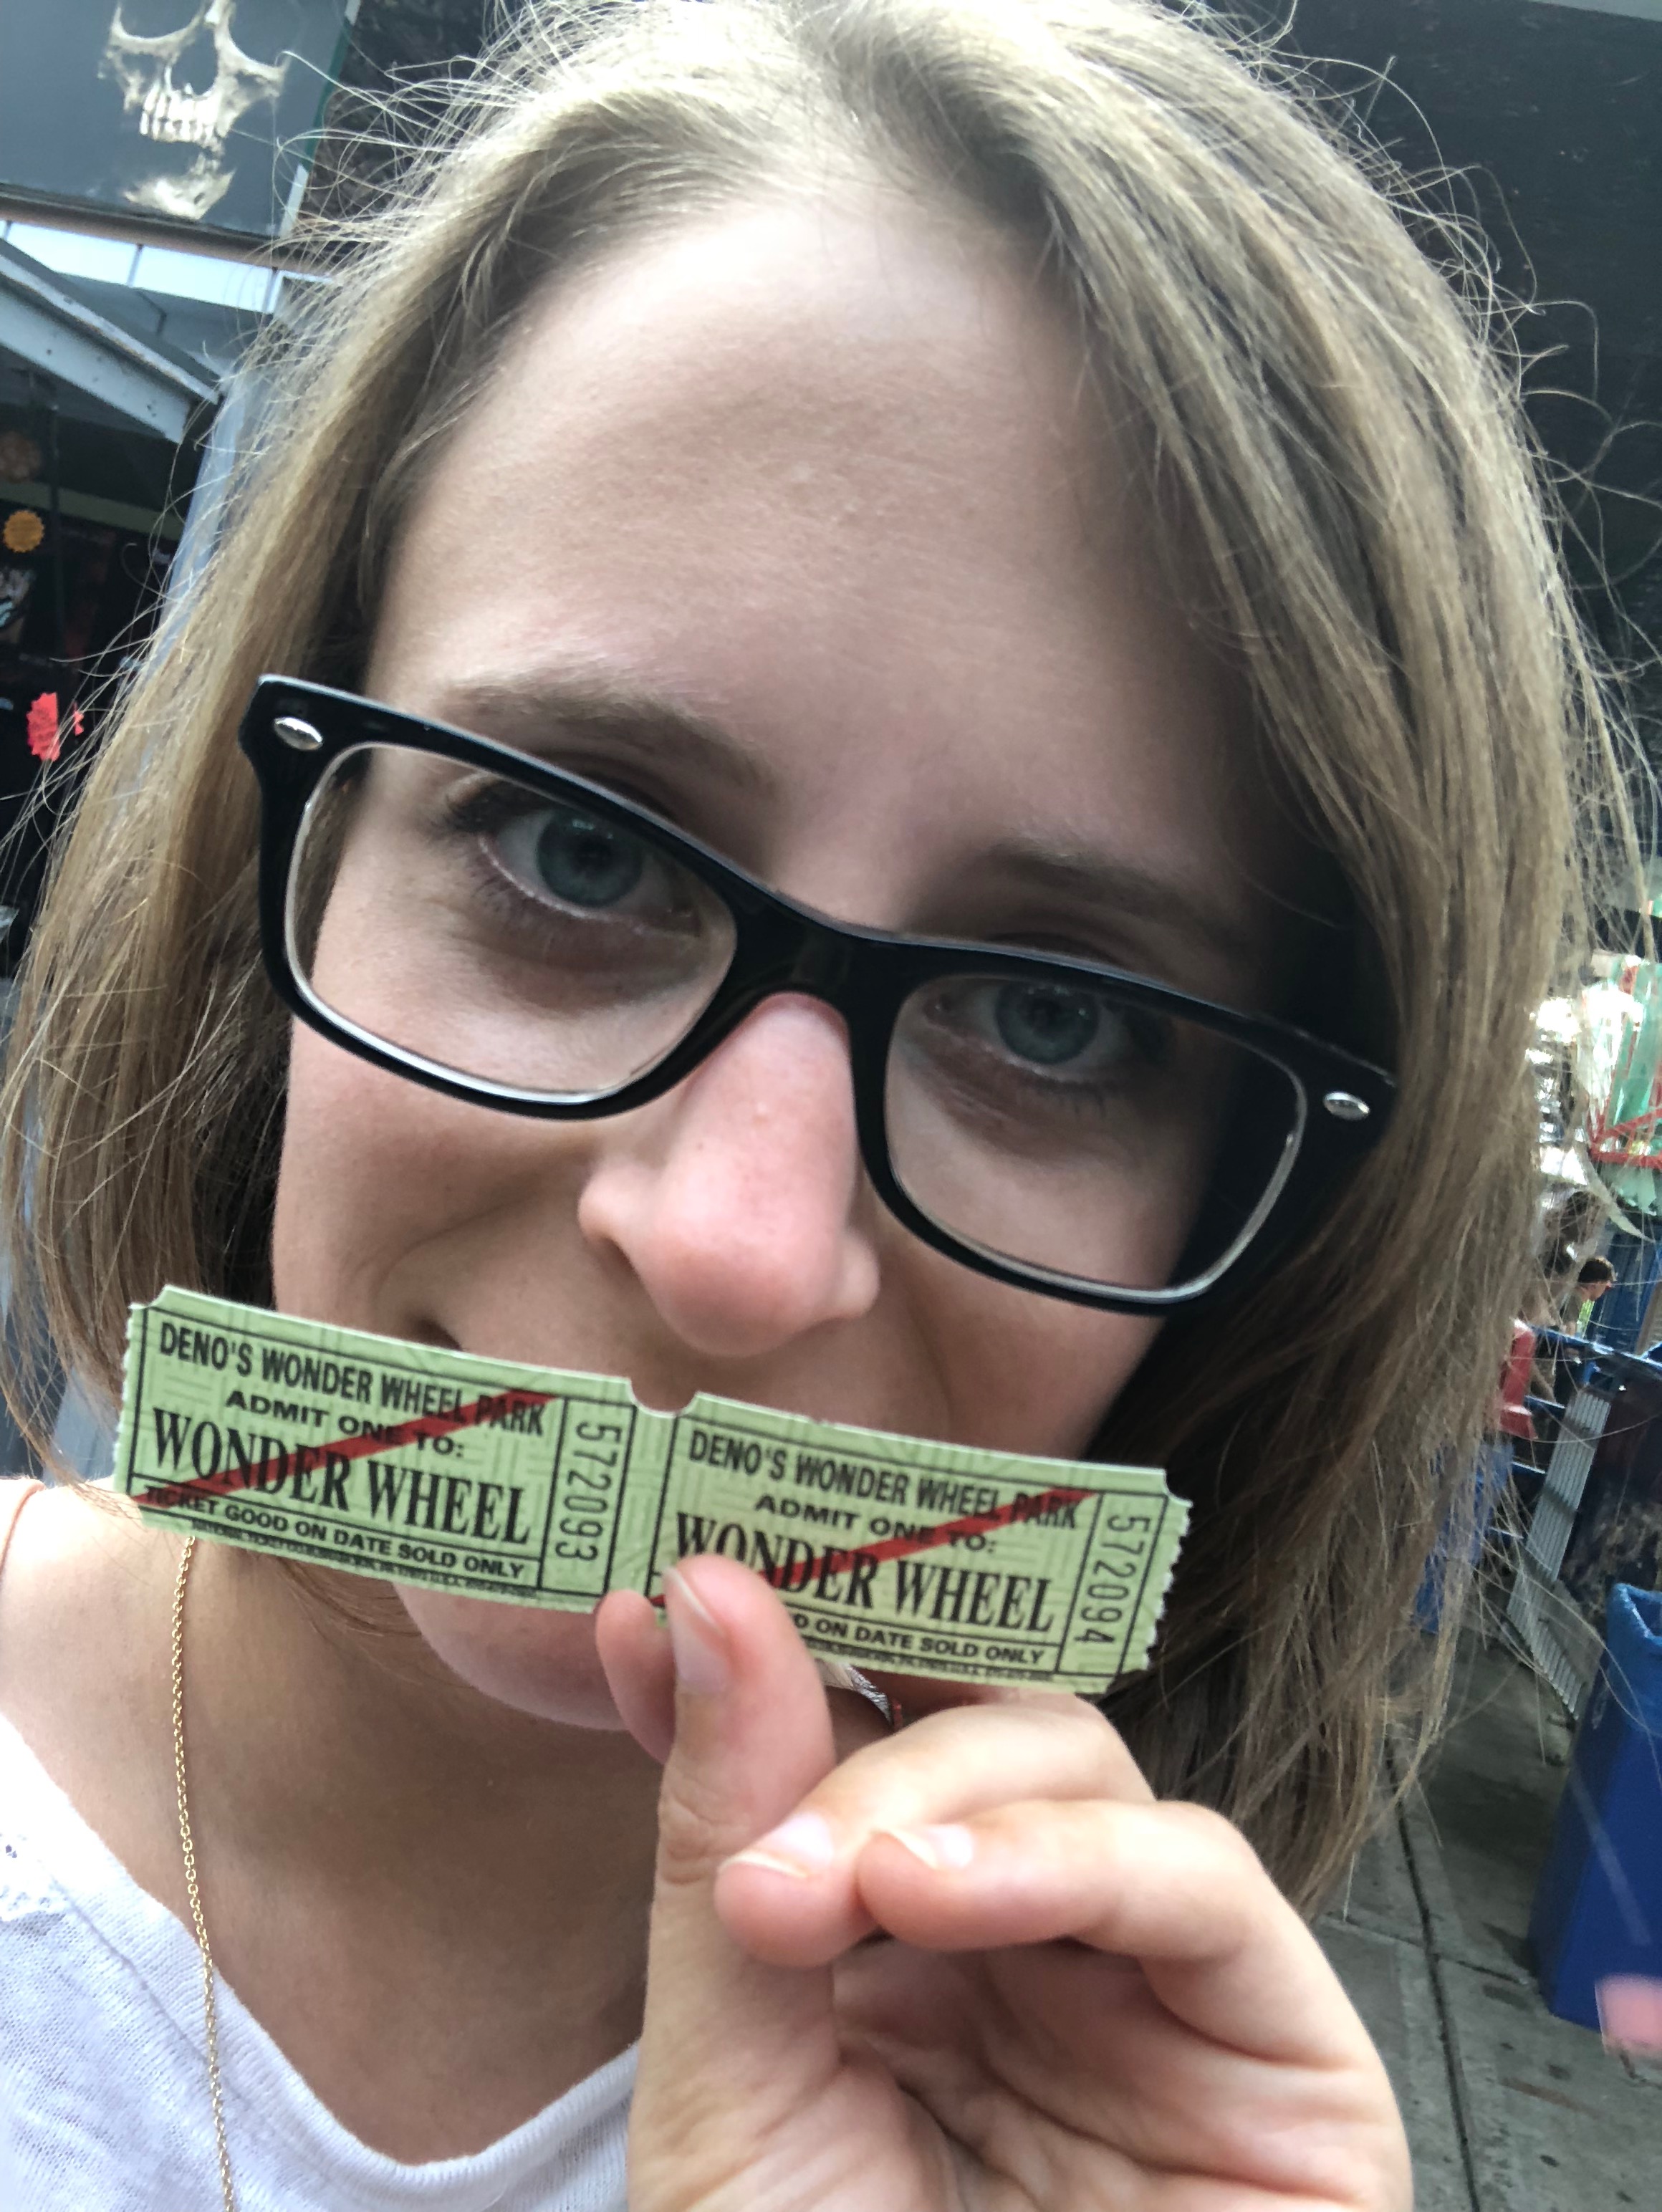 DENO'S WONDER WHEEL PARK
ADMIT ONE TO:
WONDER WHEEL
TICKET GOOD ON DATE SOLD ONLY
572093
DENO'S WONDER WHEEL PARK
ADMIT ONE TO:
WONDER WHEEL
D ON DATE SOLD ONLY
572094